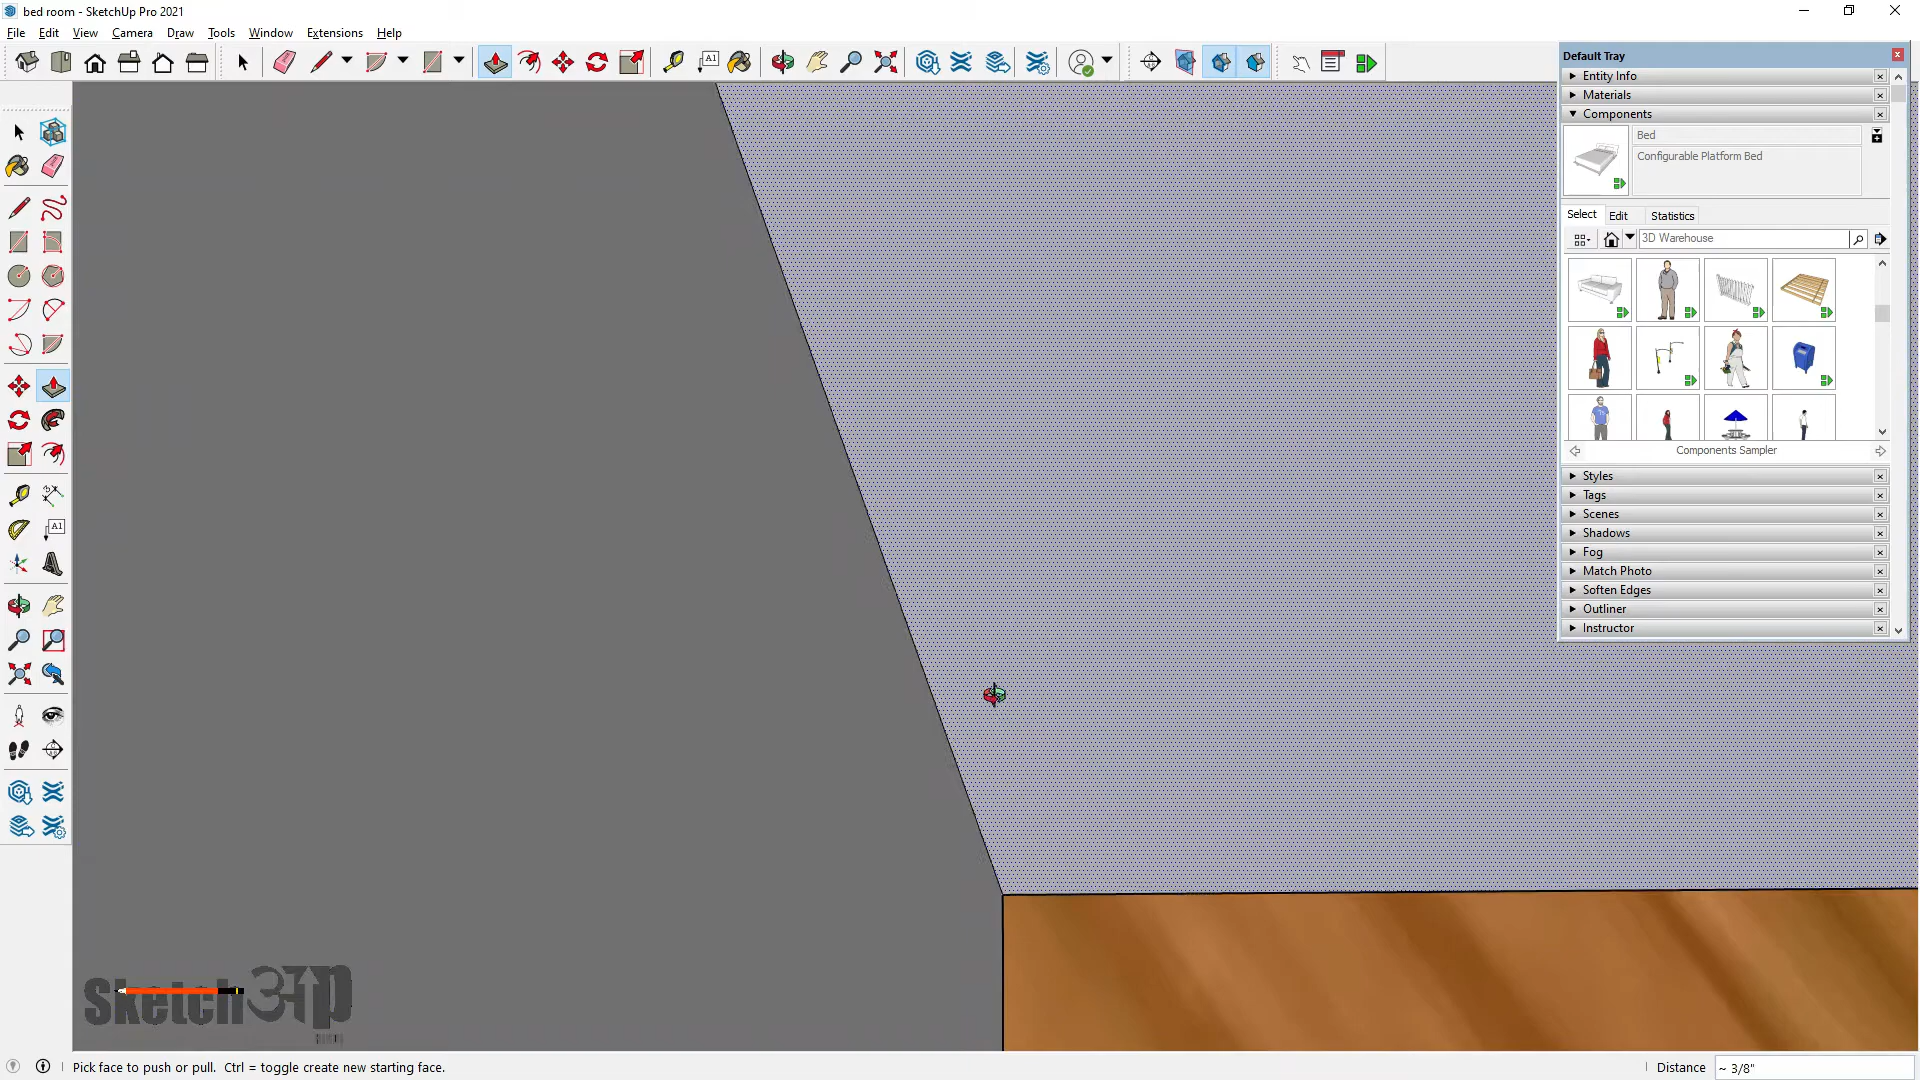 bed room - SketchUp Pro 2021
File Edit View Camera Draw Tools Window Extensions Help
Default Tray
Entity Info
Materials
Components
Bed
Configurable Platform Bed
Select Edit Statistics
3D Warehouse
Components Sampler
Styles
Tags
Scenes
Shadows
Fog
Match Photo
Soften Edges
Outliner
Instructor
Pick face to push or pull. Ctrl = toggle create new starting face.
Distance ~ 3/8"